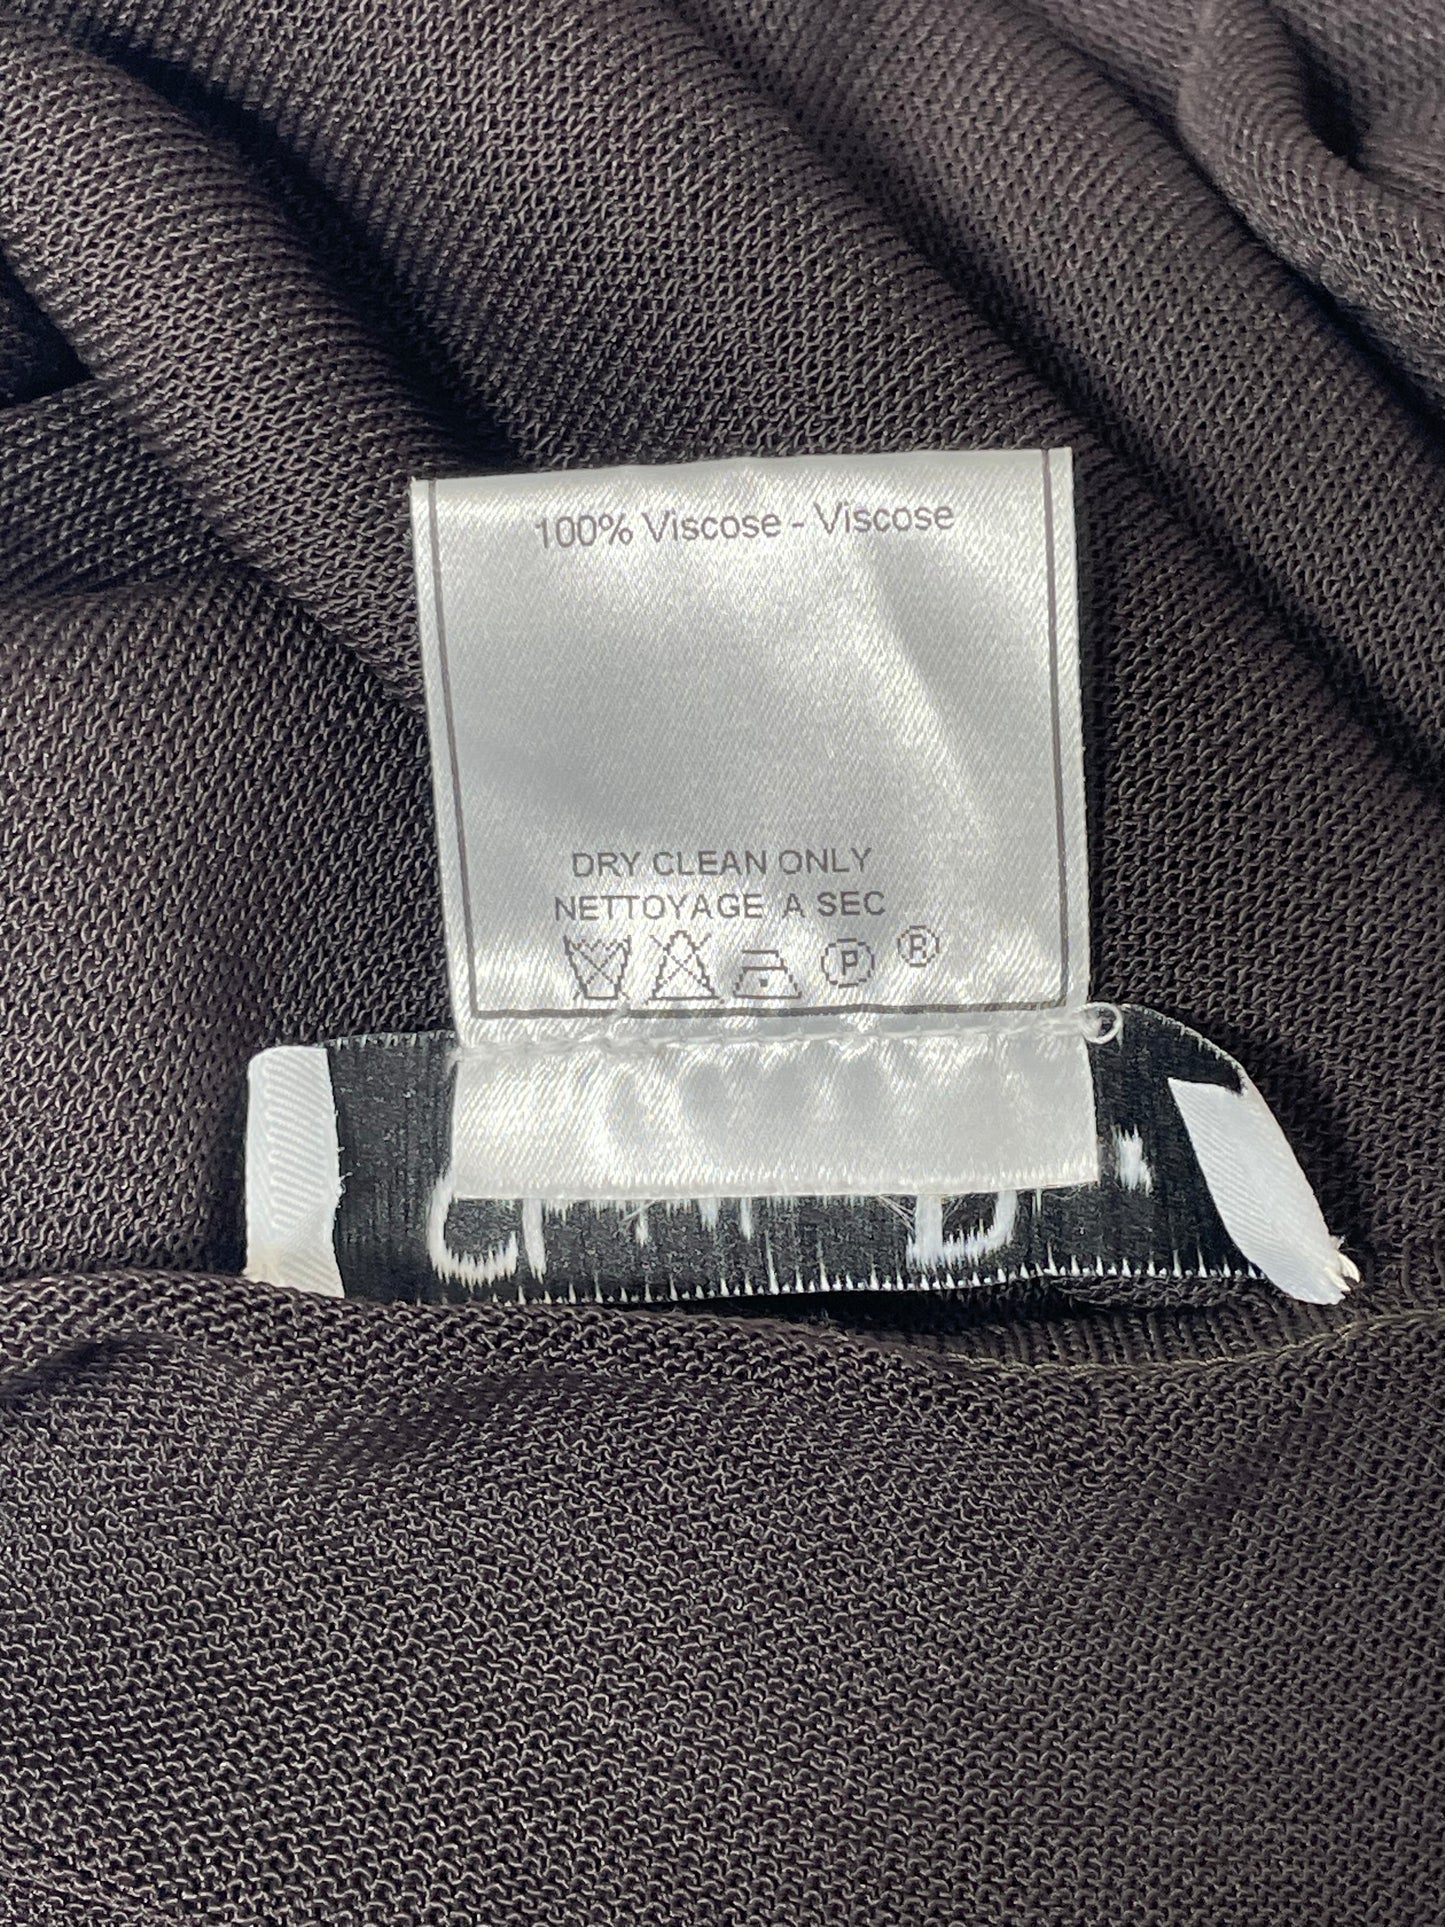 100% Viscose - Viscose
DRY CLEAN ONLY
NETTOYAGE A SEC
P
R